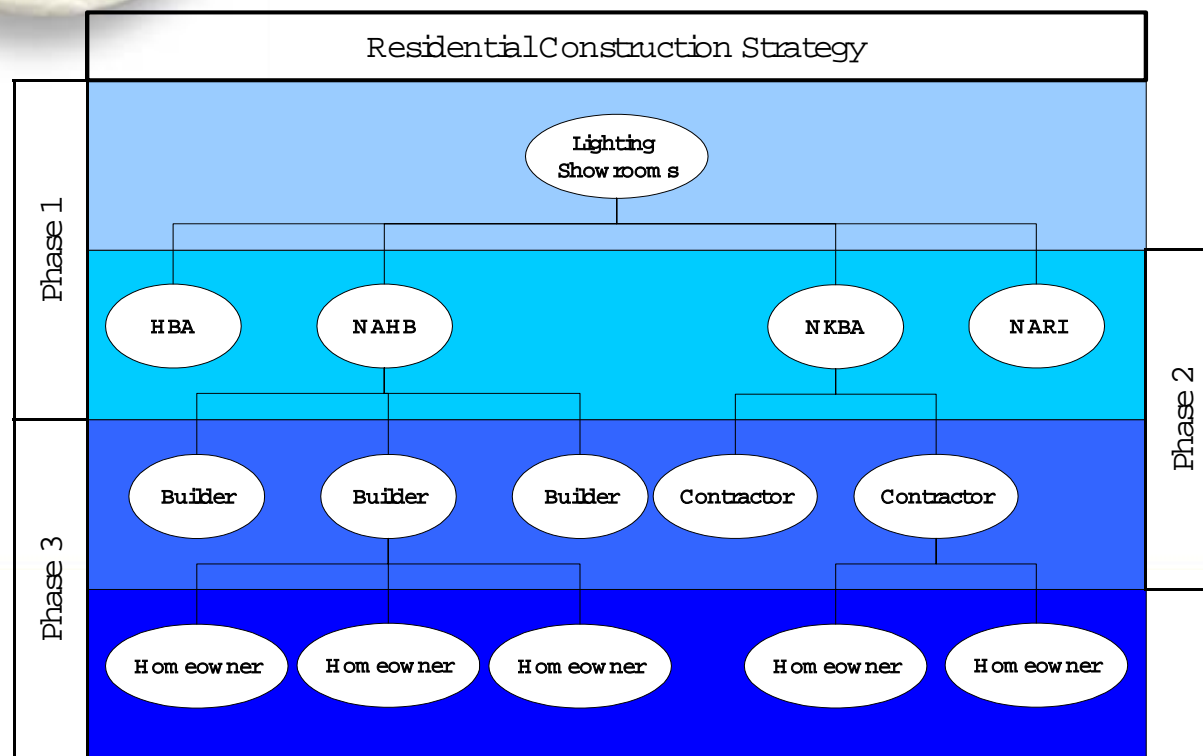 Residential Construction Strategy
Phase 1
Lighting
Showrooms
HBA
NAHB
NKBA
NARI
Phase 2
Builder
Builder
Builder
Contractor
Contractor
Phase 3
Homeowner
Homeowner
Homeowner
Homeowner
Homeowner